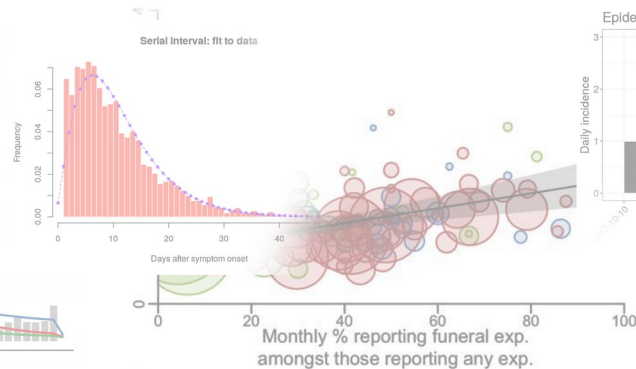 Serial interval: fit to data
Frequency
0.00
0.02
0.04
0.06
0
10
20
30
40
Days after symptom onset
0
0
20
40
60
80
100
Monthly % reporting funeral exp.
amongst those reporting any exp.
Epide
Daily incidence
3
2
1
0